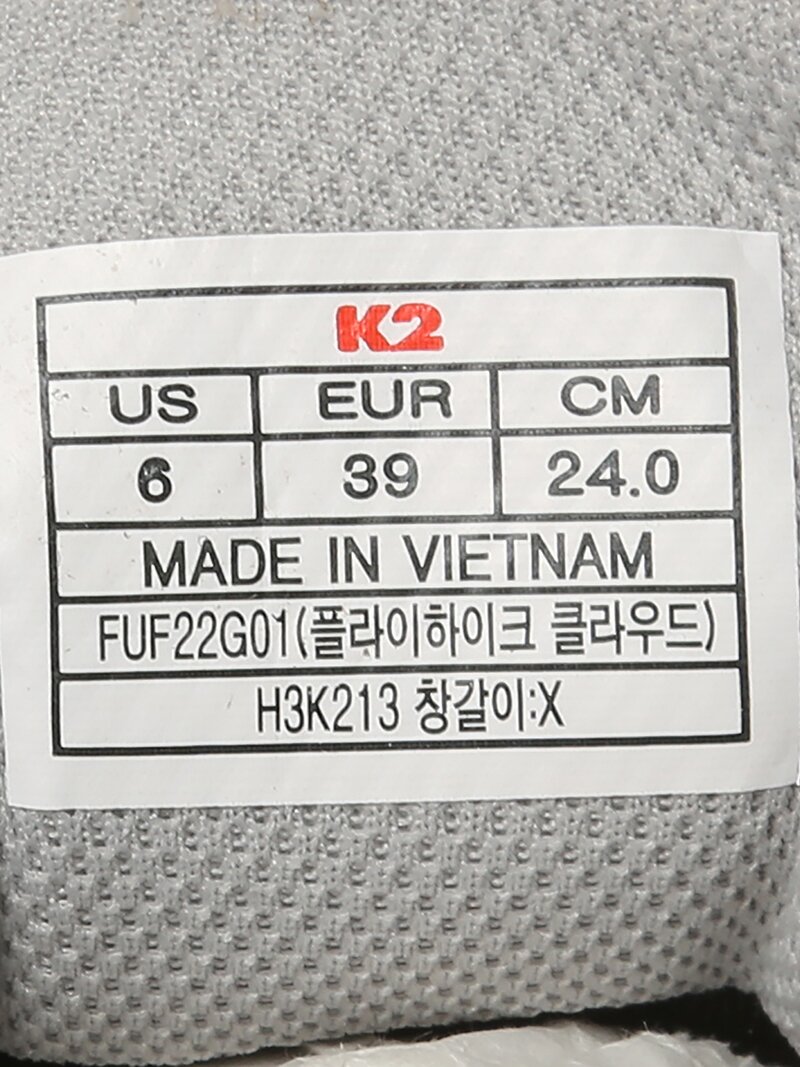 K2
US EUR CM
6 39 24.0
MADE IN VIETNAM
FUF22G01(플라이하이크 클라우드)
H3K213 창갈이:X